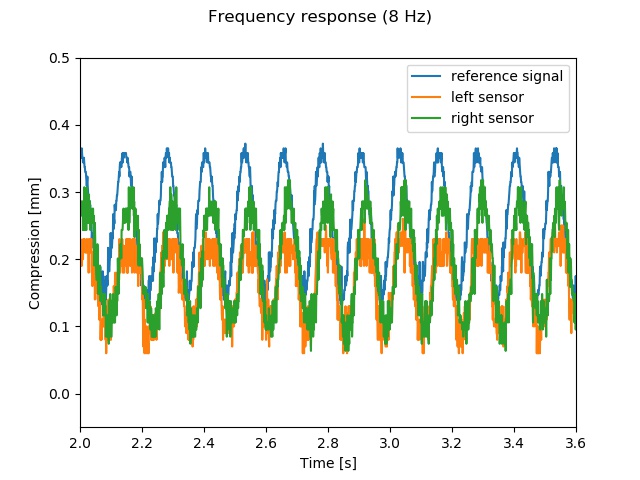 Frequency response (8 Hz)
reference signal
left sensor
right sensor
Compression [mm]
0.5
0.4
0.3
0.2
0.1
0.0
2.0 2.2 2.4 2.6 2.8 3.0 3.2 3.4 3.6
Time [s]